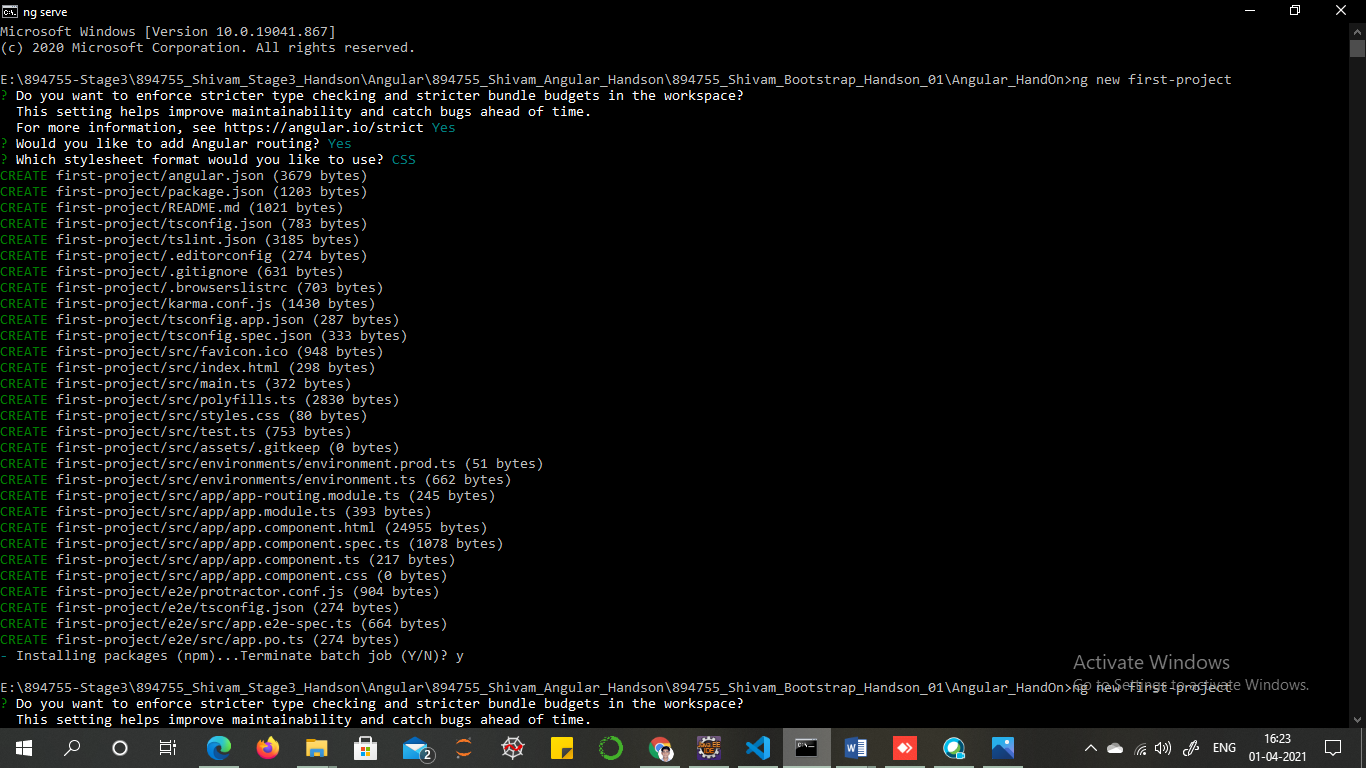 ng serve
Microsoft Windows [Version 10.0.19041.867]
(c) 2020 Microsoft Corporation. All rights reserved.
E:\894755-Stage3\894755_Shivam_Stage3_Handson\Angular\894755_Shivam_Angular_Handson\894755_Shivam_Bootstrap_Handson_01\Angular_HandOn>ng new first-project
? Do you want to enforce stricter type checking and stricter bundle budgets in the workspace?
This setting helps improve maintainability and catch bugs ahead of time.
For more information, see https://angular.io/strict Yes
? Would you like to add Angular routing? Yes
? Which stylesheet format would you like to use? CSS
CREATE first-project/angular.json (3679 bytes)
CREATE first-project/package.json (1203 bytes)
CREATE first-project/README.md (1021 bytes)
CREATE first-project/tsconfig.json (783 bytes)
CREATE first-project/tslint.json (3185 bytes)
CREATE first-project/.editorconfig (274 bytes)
CREATE first-project/.gitignore (631 bytes)
CREATE first-project/.browserslistrc (703 bytes)
CREATE first-project/karma.conf.js (1430 bytes)
CREATE first-project/tsconfig.app.json (287 bytes)
CREATE first-project/tsconfig.spec.json (333 bytes)
CREATE first-project/src/favicon.ico (948 bytes)
CREATE first-project/src/index.html (298 bytes)
CREATE first-project/src/main.ts (372 bytes)
CREATE first-project/src/polyfills.ts (2830 bytes)
CREATE first-project/src/styles.css (80 bytes)
CREATE first-project/src/test.ts (753 bytes)
CREATE first-project/src/assets/.gitkeep (0 bytes)
CREATE first-project/src/environments/environment.prod.ts (51 bytes)
CREATE first-project/src/environments/environment.ts (662 bytes)
CREATE first-project/src/app/app-routing.module.ts (245 bytes)
CREATE first-project/src/app/app.module.ts (393 bytes)
CREATE first-project/src/app/app.component.html (24955 bytes)
CREATE first-project/src/app/app.component.spec.ts (1078 bytes)
CREATE first-project/src/app/app.component.ts (217 bytes)
CREATE first-project/src/app/app.component.css (0 bytes)
CREATE first-project/e2e/protractor.conf.js (904 bytes)
CREATE first-project/e2e/tsconfig.json (274 bytes)
CREATE first-project/e2e/src/app.e2e-spec.ts (664 bytes)
CREATE first-project/e2e/src/app.po.ts (274 bytes)
- Installing packages (npm)...Terminate batch job (Y/N)? y
Activate Windows
Go to Settings to activate Windows.
E:\894755-Stage3\894755_Shivam_Stage3_Handson\Angular\894755_Shivam_Angular_Handson\894755_Shivam_Bootstrap_Handson_01\Angular_HandOn>ng new first-project
? Do you want to enforce stricter type checking and stricter bundle budgets in the workspace?
This setting helps improve maintainability and catch bugs ahead of time.
2
ENG
16:23
01-04-2021